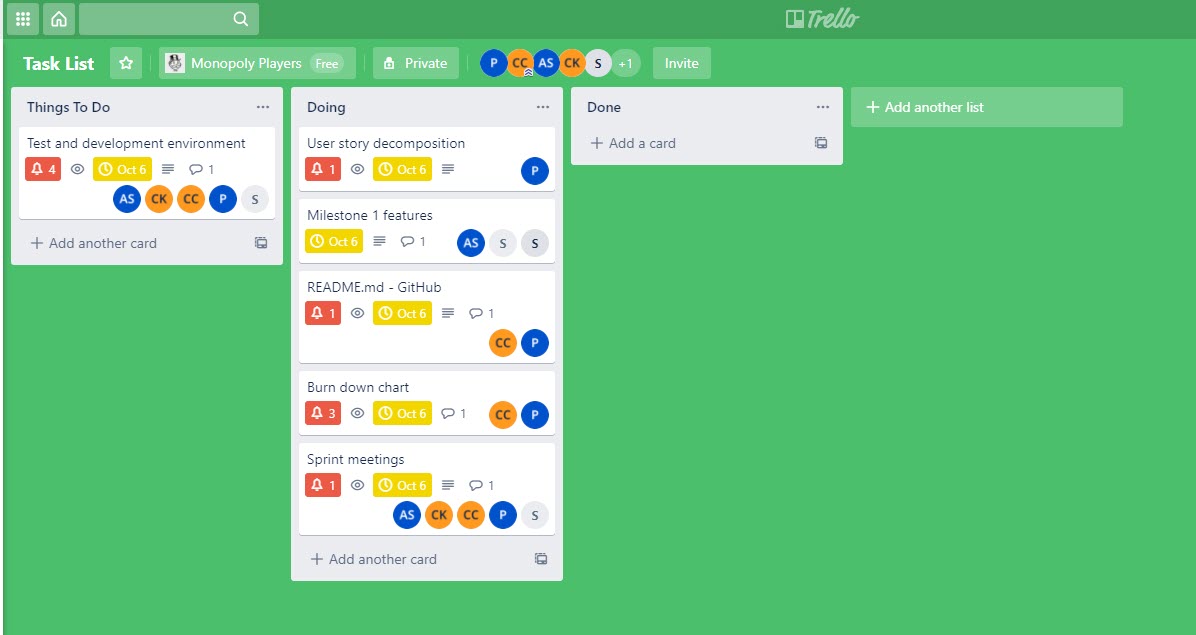 Trello
Task List
Monopoly Players Free
Private
P CC AS CK S +1
Invite
Things To Do
Test and development environment
4 Oct 6 1
AS CK CC P S
+ Add another card
Doing
User story decomposition
1 Oct 6 P
Milestone 1 features
Oct 6 1 AS S S
README.md - GitHub
1 Oct 6 1
CC P
Burn down chart
3 Oct 6 1 CC P
Sprint meetings
1 Oct 6 1
AS CK CC P S
+ Add another card
Done
+ Add a card
+ Add another list